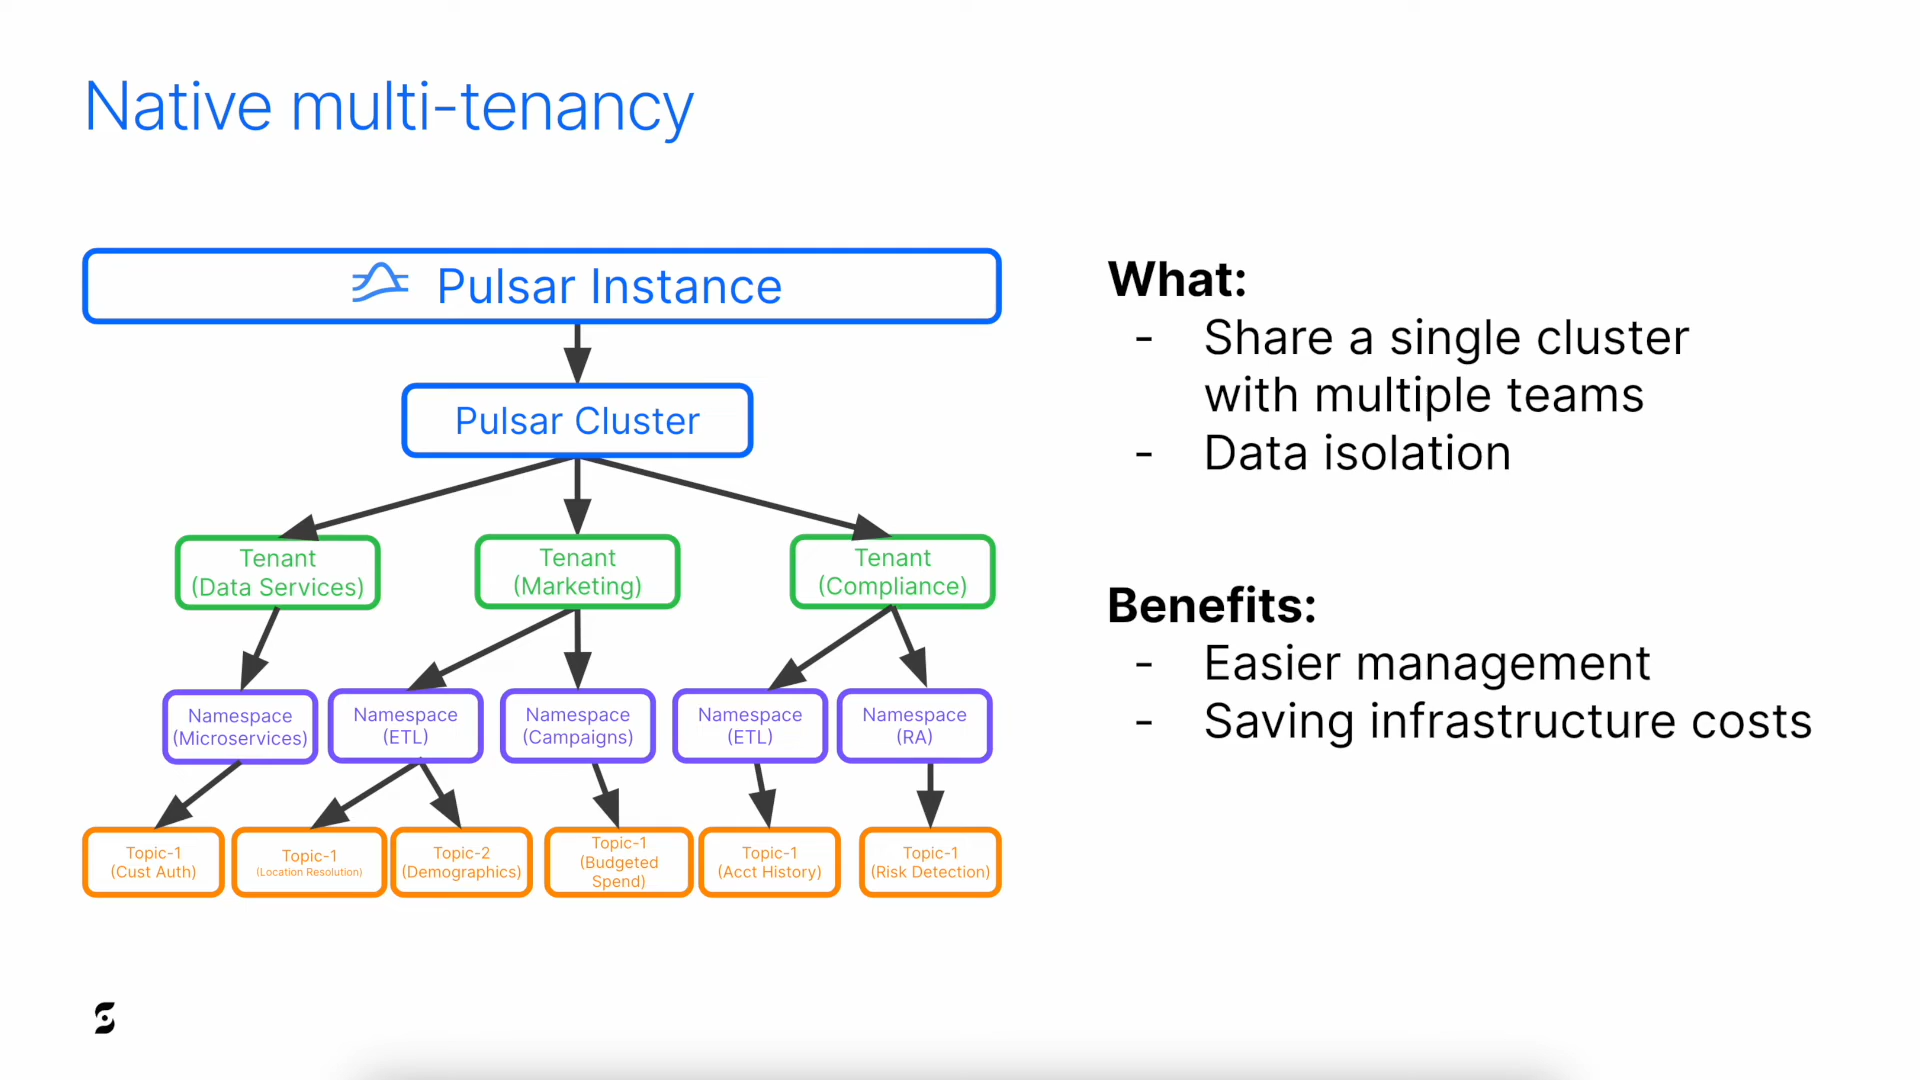 Native multi-tenancy
Pulsar Instance
Pulsar Cluster
Tenant
(Data Services)
Tenant
(Marketing)
Tenant
(Compliance)
Namespace
(Microservices)
Namespace
(ETL)
Namespace
(Campaigns)
Namespace
(ETL)
Namespace
(RA)
Topic-1
(Cust Auth)
Topic-1
(Location Resolution)
Topic-2
(Demographics)
Topic-1
(Budgeted
Spend)
Topic-1
(Acct History)
Topic-1
(Risk Detection)
What:
- Share a single cluster
with multiple teams
- Data isolation
Benefits:
- Easier management
- Saving infrastructure costs